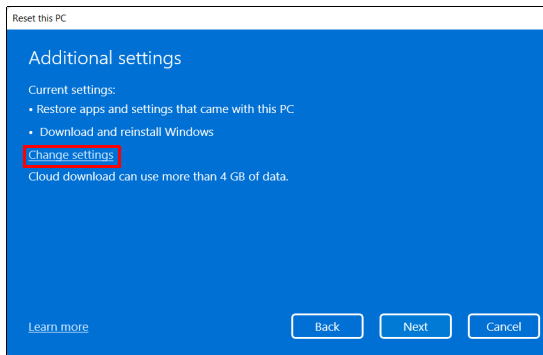 Reset this PC
Additional settings
Current settings:
• Restore apps and settings that came with this PC
• Download and reinstall Windows
Change settings
Cloud download can use more than 4 GB of data.
Learn more
Back
Next
Cancel